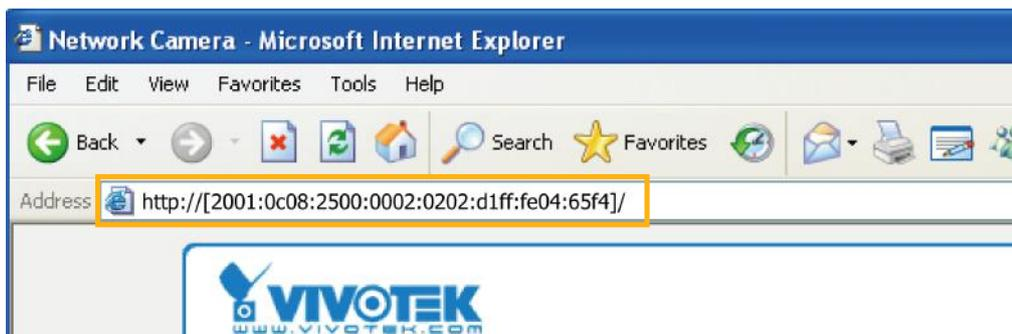 Network Camera - Microsoft Internet Explorer
File Edit View Favorites Tools Help
Back Search Favorites
Address http://[2001:0c08:2500:0002:0202:d1ff:fe04:65f4]/
VIVOTEK
www.vivotek.com